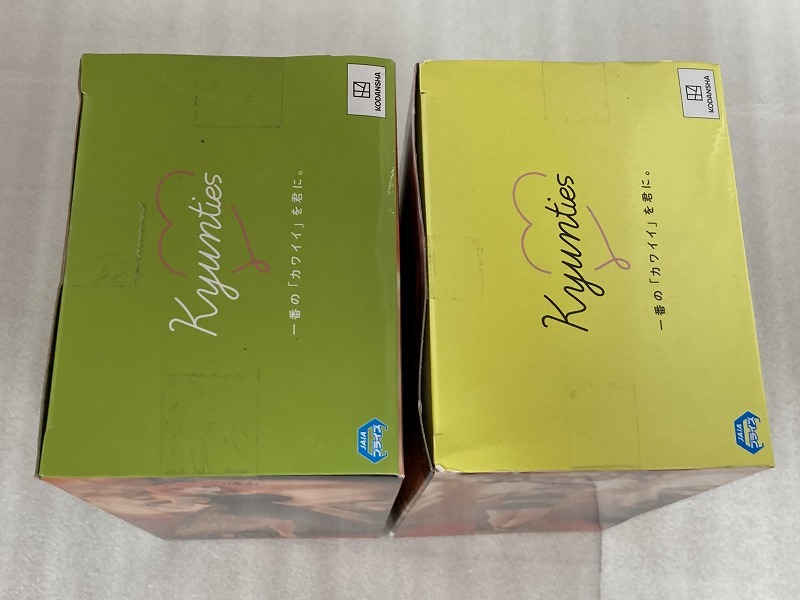 KODANSHA
Kyunties
一番の「カワイイ」を君に。
JAIA
プライズ
KODANSHA
Kyunties
一番の「カワイイ」を君に。
JAIA
プライズ